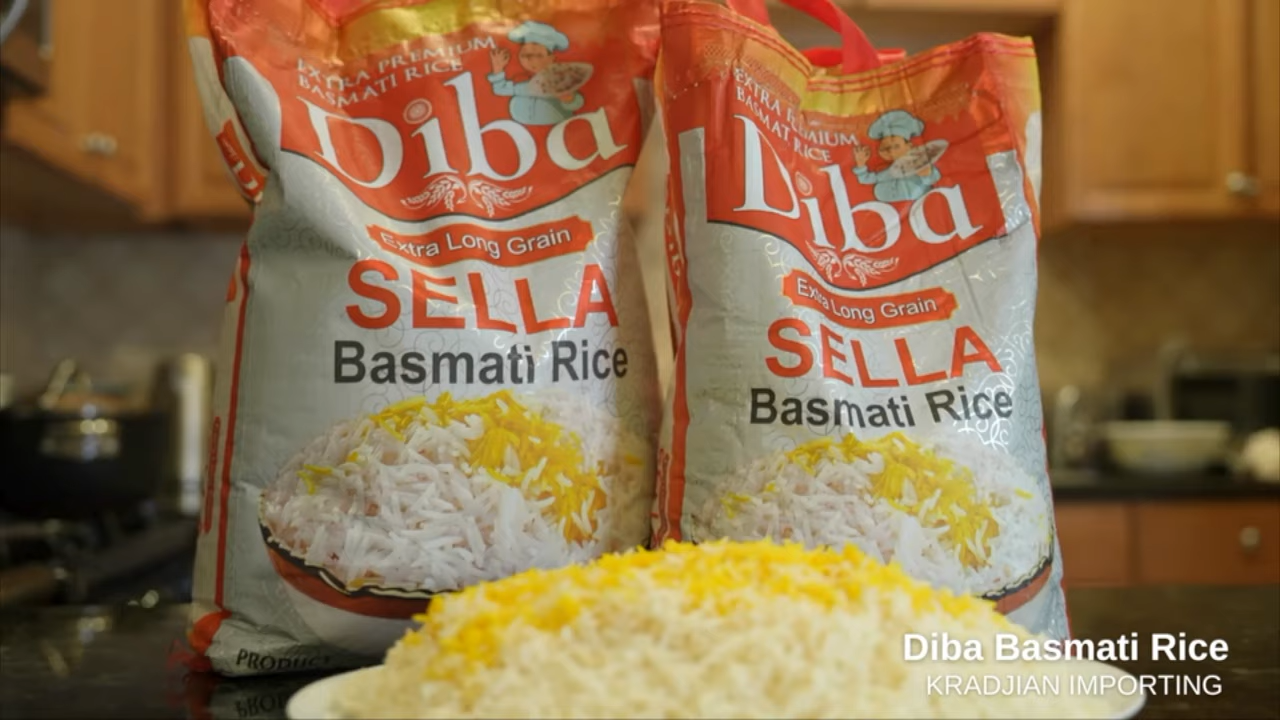 EXTRA PREMIUM
BASMATI RICE
Diba
Extra Long Grain
SELLA
Basmati Rice
EXTRA PREMIUM
BASMATI RICE
Diba
Extra Long Grain
SELLA
Basmati Rice
Diba Basmati Rice
KRADJIAN IMPORTING